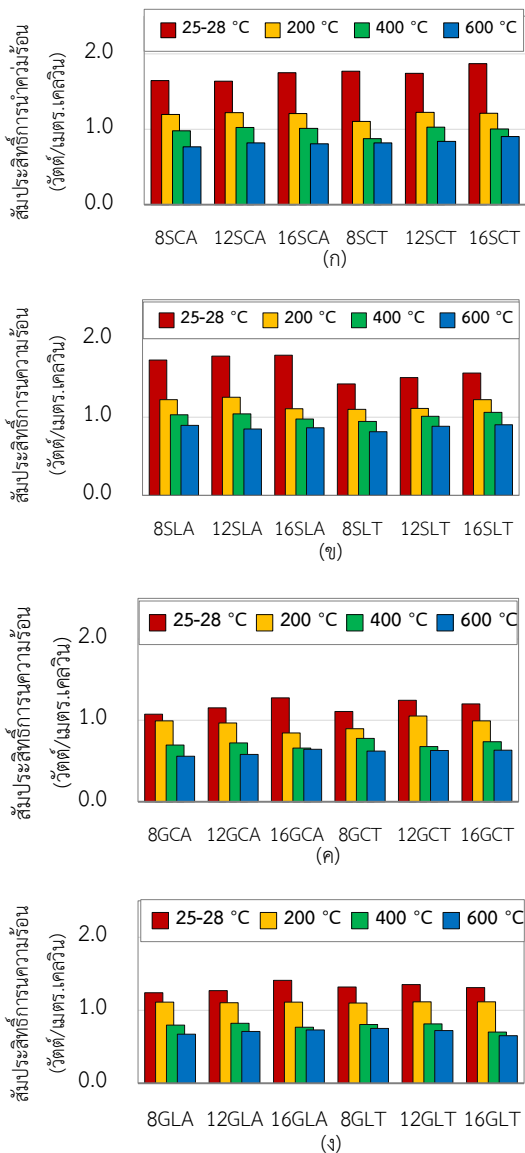 สัมประสิทธิ์การนำความร้อน
(วัตต์/เมตร.เคลวิน)
25-28 °C 200 °C 400 °C 600 °C
2.0
1.0
0.0
8SCA 12SCA 16SCA 8SCT 12SCT 16SCT
(ก)
สัมประสิทธิ์การนความร้อน
(วัตต์/เมตร.เคลวิน)
25-28 °C 200 °C 400 °C 600 °C
2.0
1.0
0.0
8SLA 12SLA 16SLA 8SLT 12SLT 16SLT
(ข)
สัมประสิทธิ์การนความร้อน
(วัตต์/เมตร.เคลวิน)
25-28 °C 200 °C 400 °C 600 °C
2.0
1.0
0.0
8GCA 12GCA 16GCA 8GCT 12GCT 16GCT
(ค)
สัมประสิทธิ์การนความร้อน
(วัตต์/เมตร.เคลวิน)
25-28 °C 200 °C 400 °C 600 °C
2.0
1.0
0.0
8GLA 12GLA 16GLA 8GLT 12GLT 16GLT
(ง)